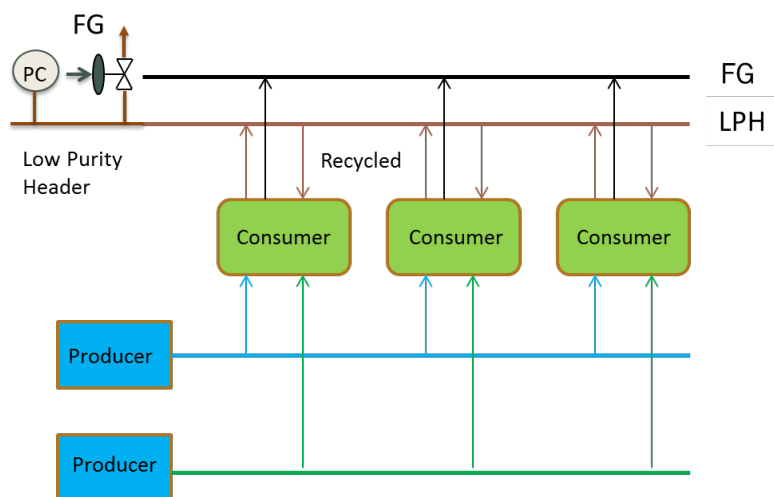 FG
PC
FG
LPH
Low Purity
Header
Recycled
Consumer
Consumer
Consumer
Producer
Producer